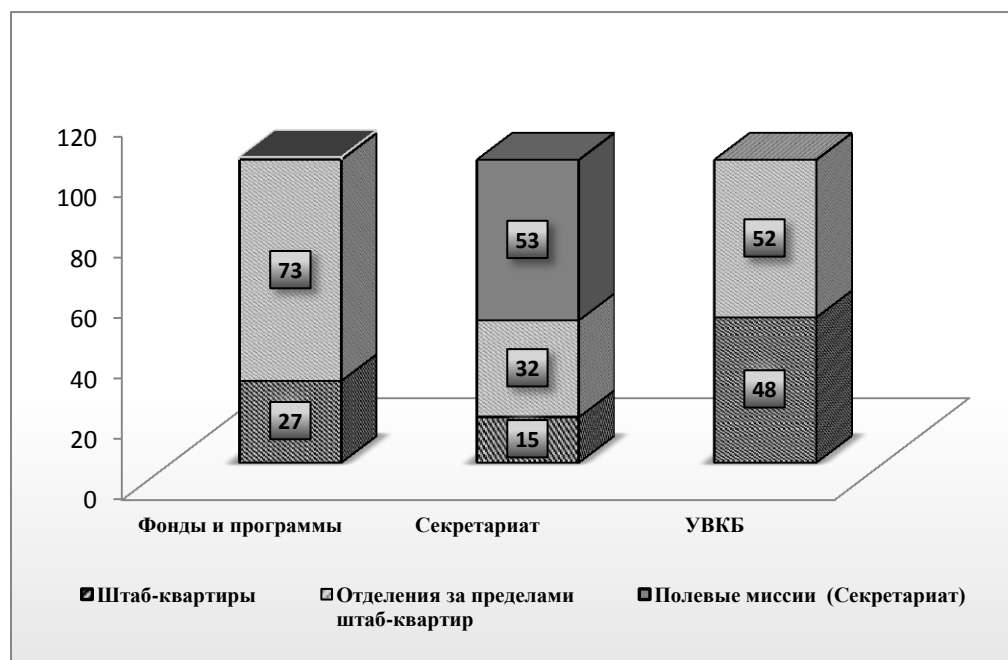 120
100
80
60
40
20
0
73
27
53
32
15
52
48
Фонды и программы
Секретариат
УВКБ
Штаб-квартиры
Отделения за пределами
штаб-квартир
Полевые миссии (Секретариат)